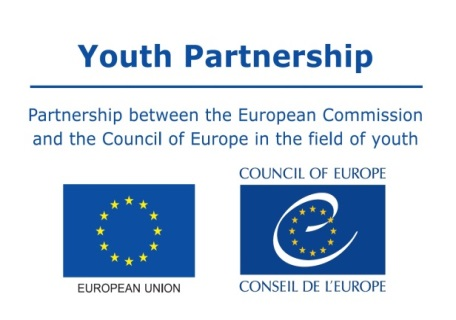 Youth Partnership
Partnership between the European Commission
and the Council of Europe in the field of youth
COUNCIL OF EUROPE
EUROPEAN UNION
CONSEIL DE L'EUROPE